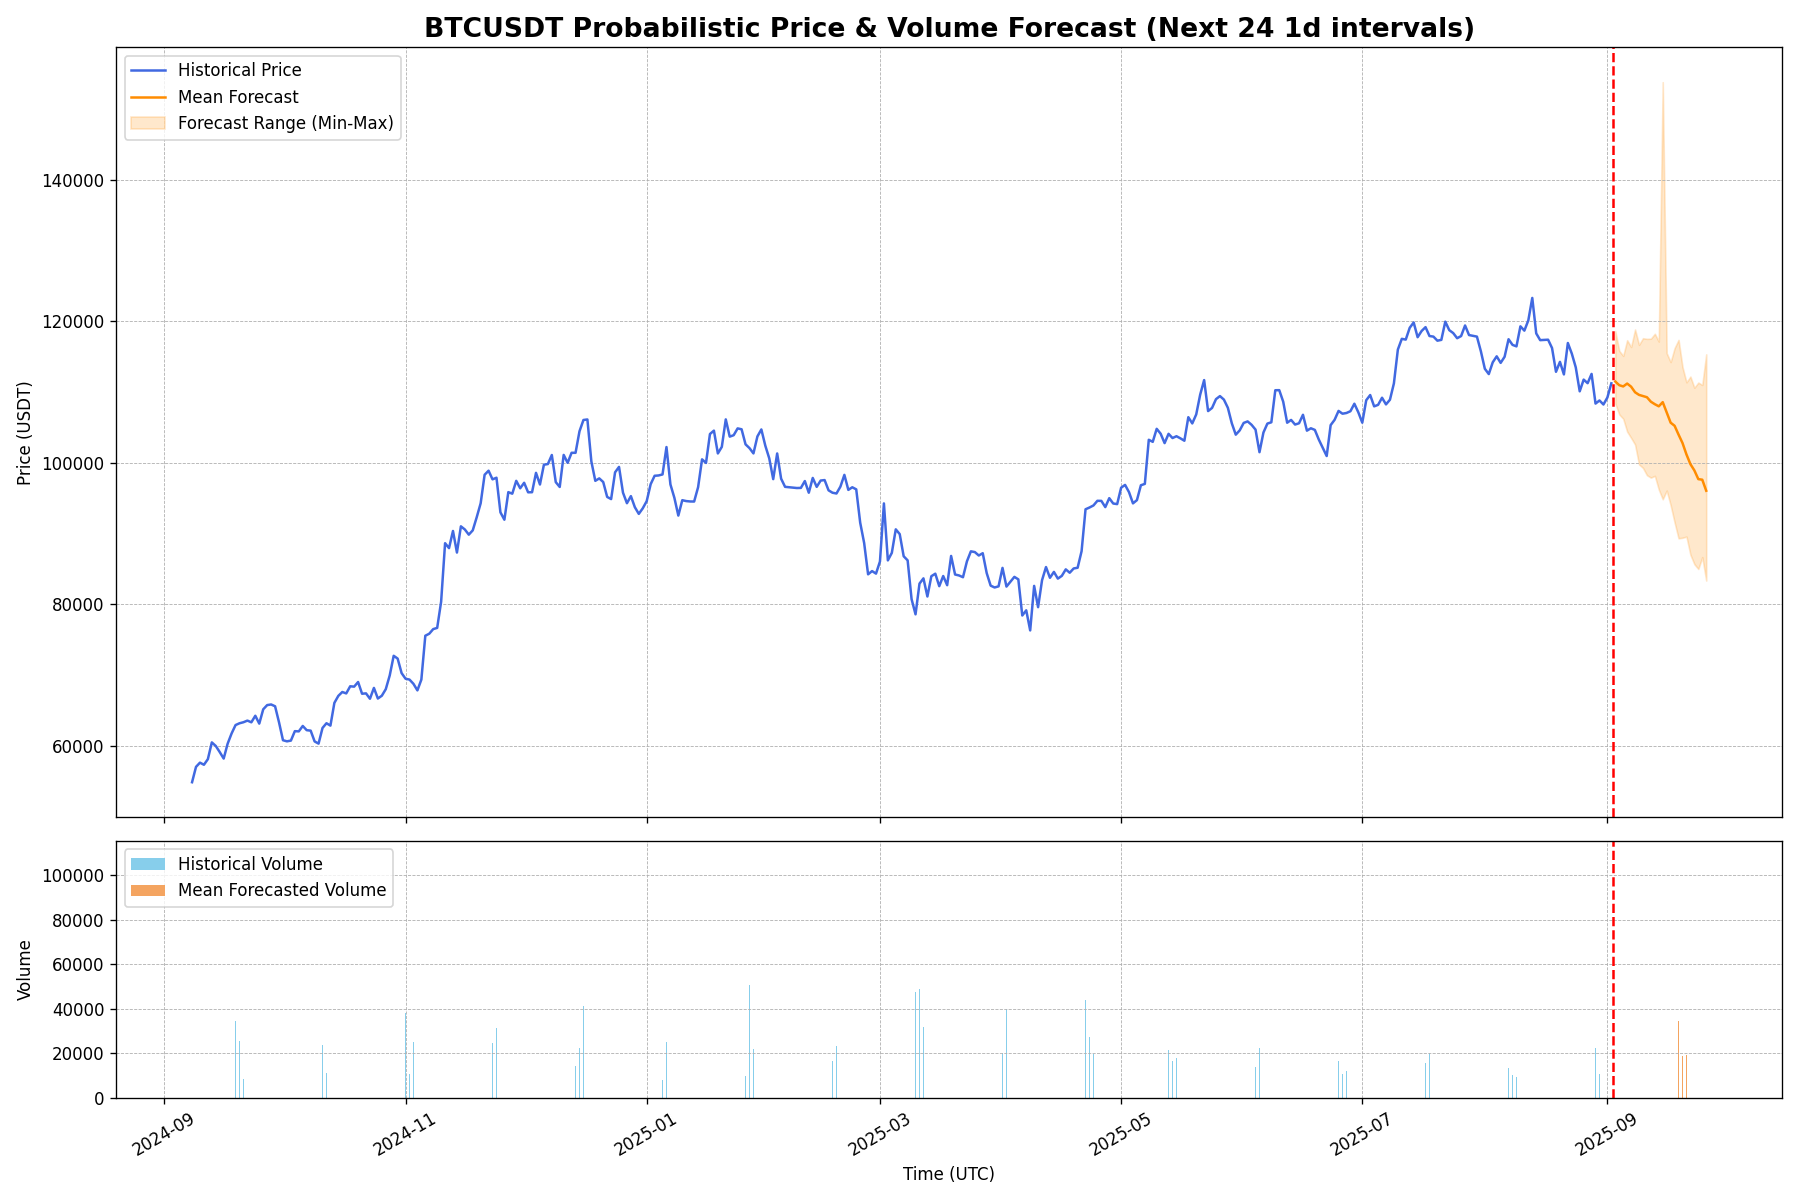 BTCUSDT Probabilistic Price & Volume Forecast (Next 24 1d intervals)
Historical Price
Mean Forecast
Forecast Range (Min-Max)
140000
120000
100000
80000
60000
Price (USDT)
Historical Volume
Mean Forecasted Volume
100000
80000
60000
40000
20000
0
Volume
2024-09
2024-11
2025-01
2025-03
2025-05
2025-07
2025-09
Time (UTC)